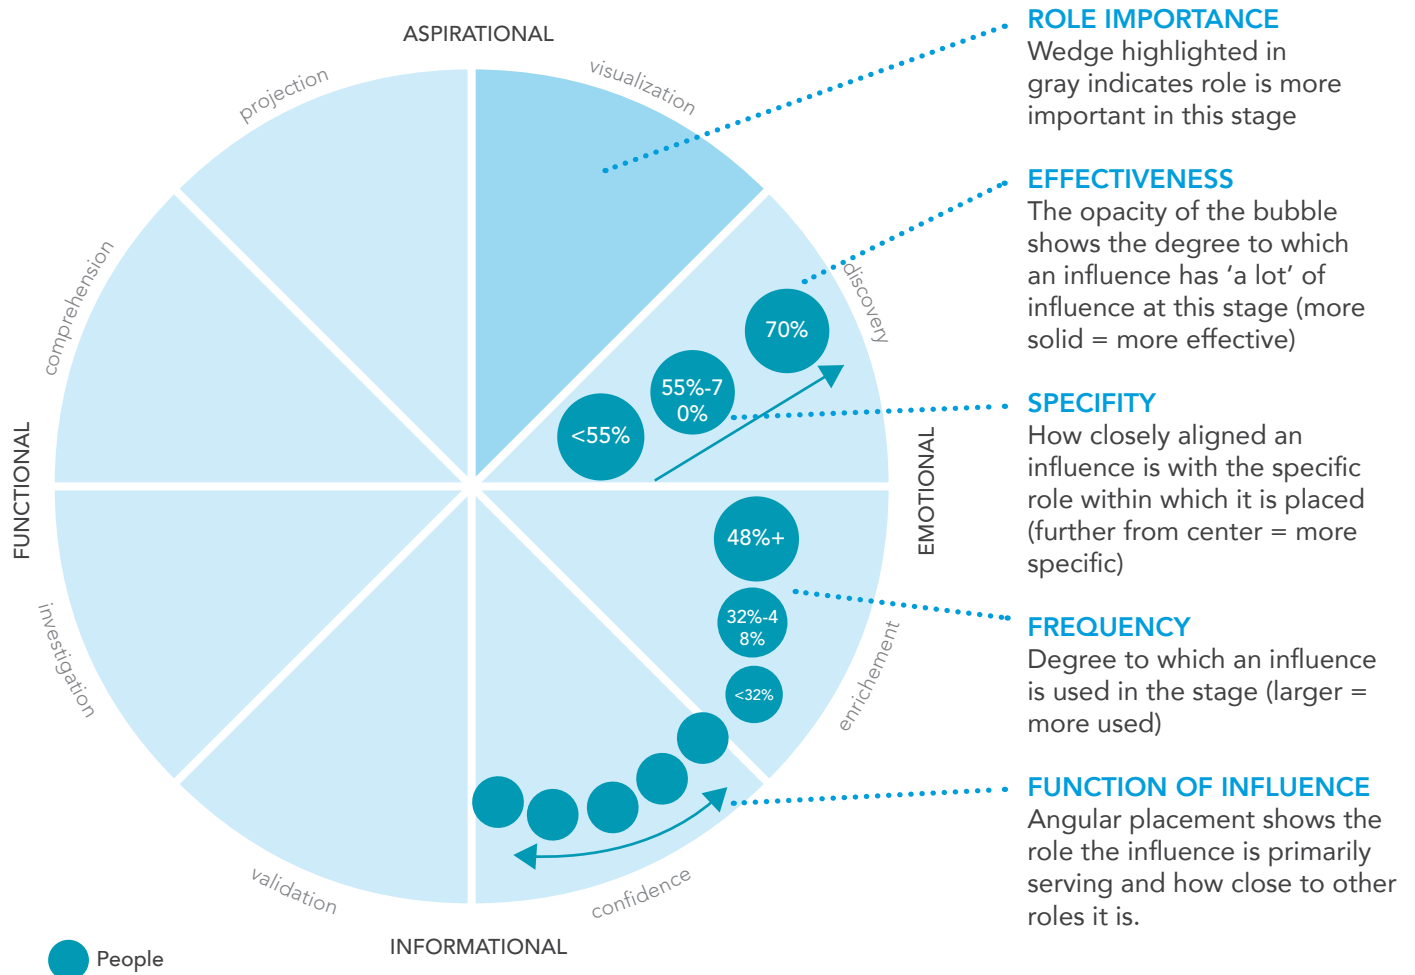 ASPIRATIONAL
projection
visualization
comprehension
discovery
FUNCTIONAL
EMOTIONAL
investigation
enrichement
validation
confidence
INFORMATIONAL
70%
55%-7
0%
<55%
48%+
32%-4
8%
<32%
People
ROLE IMPORTANCE
Wedge highlighted in
gray indicates role is more
important in this stage
EFFECTIVENESS
The opacity of the bubble
shows the degree to which
an influence has ‘a lot’ of
influence at this stage (more
solid = more effective)
SPECIFITY
How closely aligned an
influence is with the specific
role within which it is placed
(further from center = more
specific)
FREQUENCY
Degree to which an influence
is used in the stage (larger =
more used)
FUNCTION OF INFLUENCE
Angular placement shows the
role the influence is primarily
serving and how close to other
roles it is.